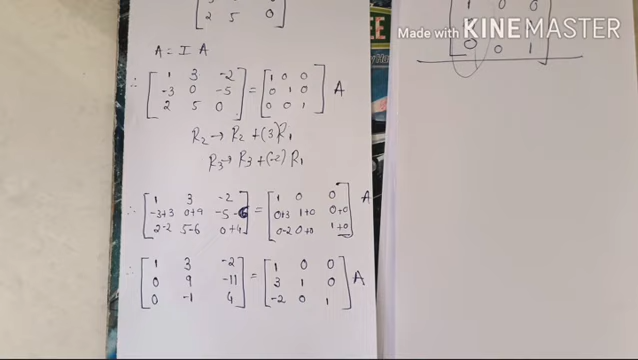 2 5 0
A = I A
∴ [ 1 3 -2 ] = [ 1 0 0 ] A
-3 0 -5 0 1 0
2 5 0 0 0 1
R2 → R2 + (3)R1
R3 → R3 + (-2) R1
∴ [ 1 3 -2 ] = [ 1 0 0 ] A
-3+3 0+9 -5-6 0+3 1+0 0+0
2-2 5-6 0+4 0-2 0+0 1+0
∴ [ 1 3 -2 ] = [ 1 0 0 ] A
0 9 -11 3 1 0
0 -1 4 -2 0 1
1 0 0
Made with KINEMASTER
0 0 1